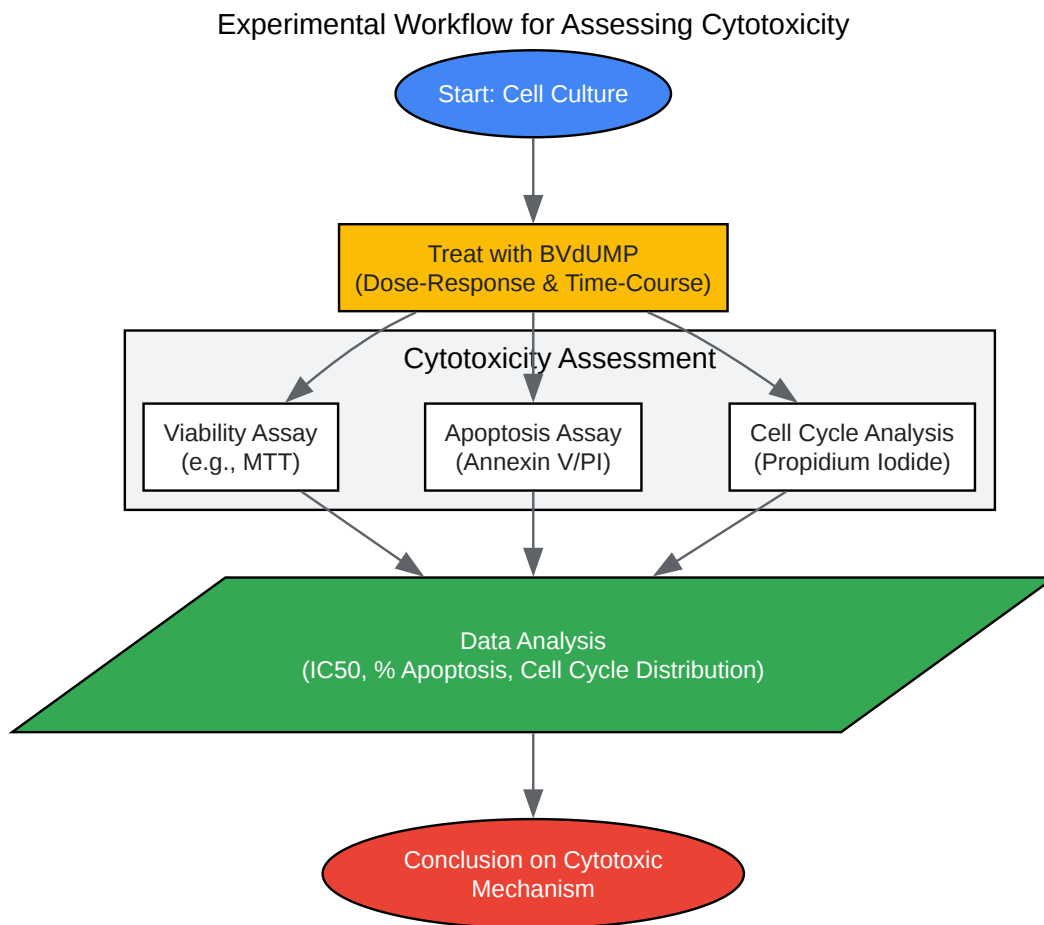 Experimental Workflow for Assessing Cytotoxicity
Start: Cell Culture
Treat with BVdUMP
(Dose-Response & Time-Course)
Cytotoxicity Assessment
Viability Assay
(e.g., MTT)
Apoptosis Assay
(Annexin V/PI)
Cell Cycle Analysis
(Propidium Iodide)
Data Analysis
(IC50, % Apoptosis, Cell Cycle Distribution)
Conclusion on Cytotoxic
Mechanism